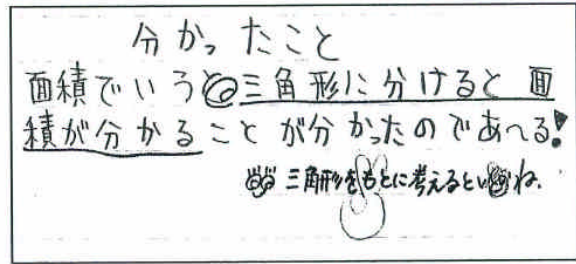 分かったこと
面積でいうと三角形に分けると面
積が分かることが分かったのであーる!
三角形をもとに考えるといいね.